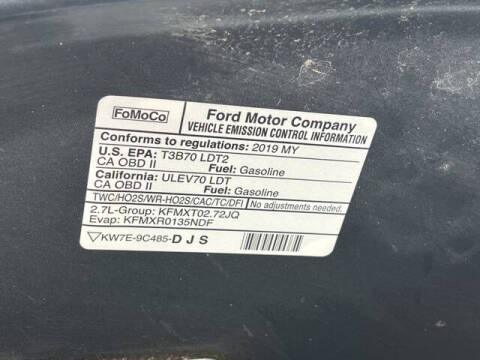 FoMoCo
Ford Motor Company
VEHICLE EMISSION CONTROL INFORMATION
Conforms to regulations: 2019 MY
U.S. EPA: T3B70 LDT2
CA OBD II Fuel: Gasoline
California: ULEV70 LDT
CA OBD II Fuel: Gasoline
TWC/HO2S/WR-HO2S/CAC/TC/DFI No adjustments needed.
2.7L-Group: KFMXT02.72JQ
Evap: KFMXR0135NDF
KW7E-9C485-D J S